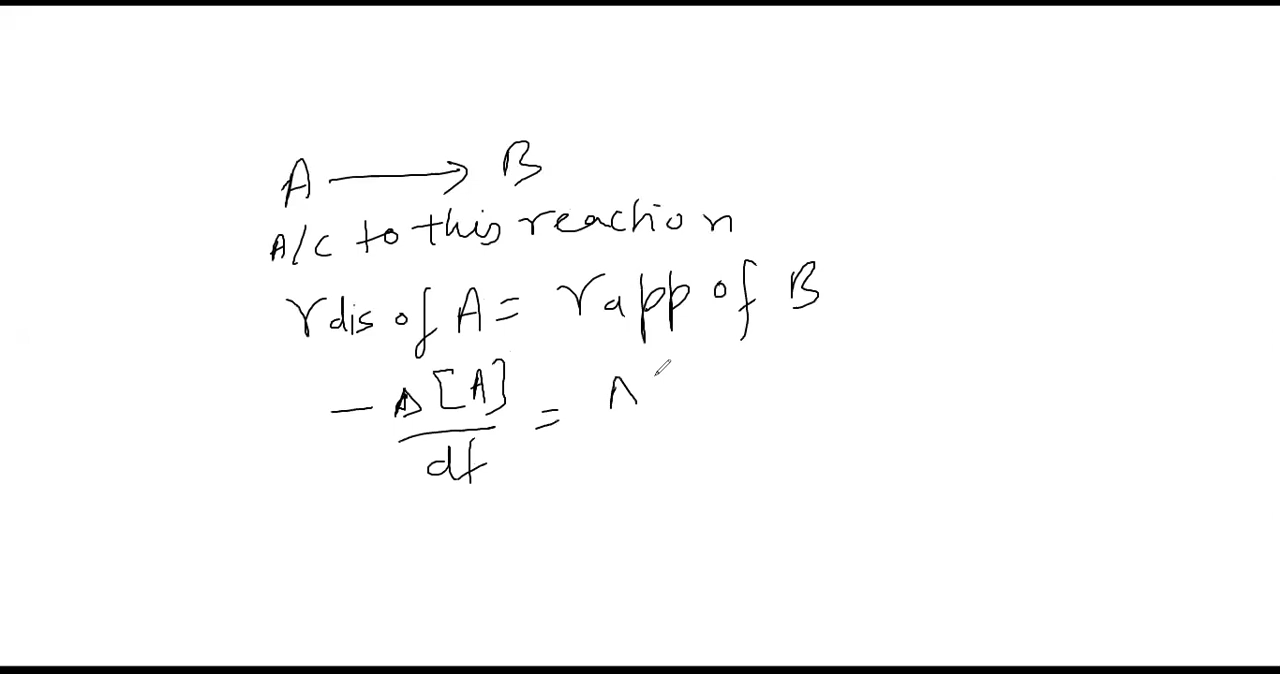 A ⟶ B
A/C to this reaction
rdis of A = rapp of B
− Δ[A]/dt = Λ